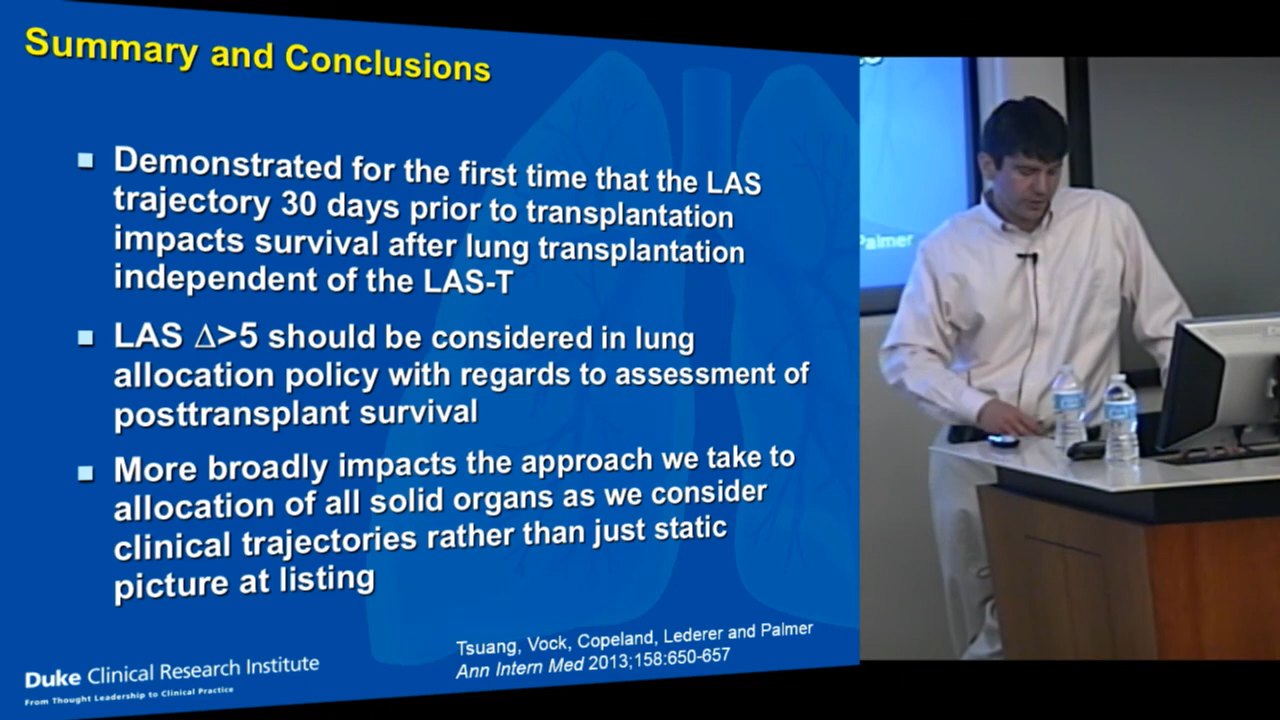 Summary and Conclusions
Demonstrated for the first time that the LAS
trajectory 30 days prior to transplantation
impacts survival after lung transplantation
independent of the LAS-T
LAS Δ>5 should be considered in lung
allocation policy with regards to assessment of
posttransplant survival
More broadly impacts the approach we take to
allocation of all solid organs as we consider
clinical trajectories rather than just static
picture at listing
Tsuang, Vock, Copeland, Lederer and Palmer
Ann Intern Med 2013;158:650-657
Duke Clinical Research Institute
From Thought Leadership to Clinical Practice
Palmer